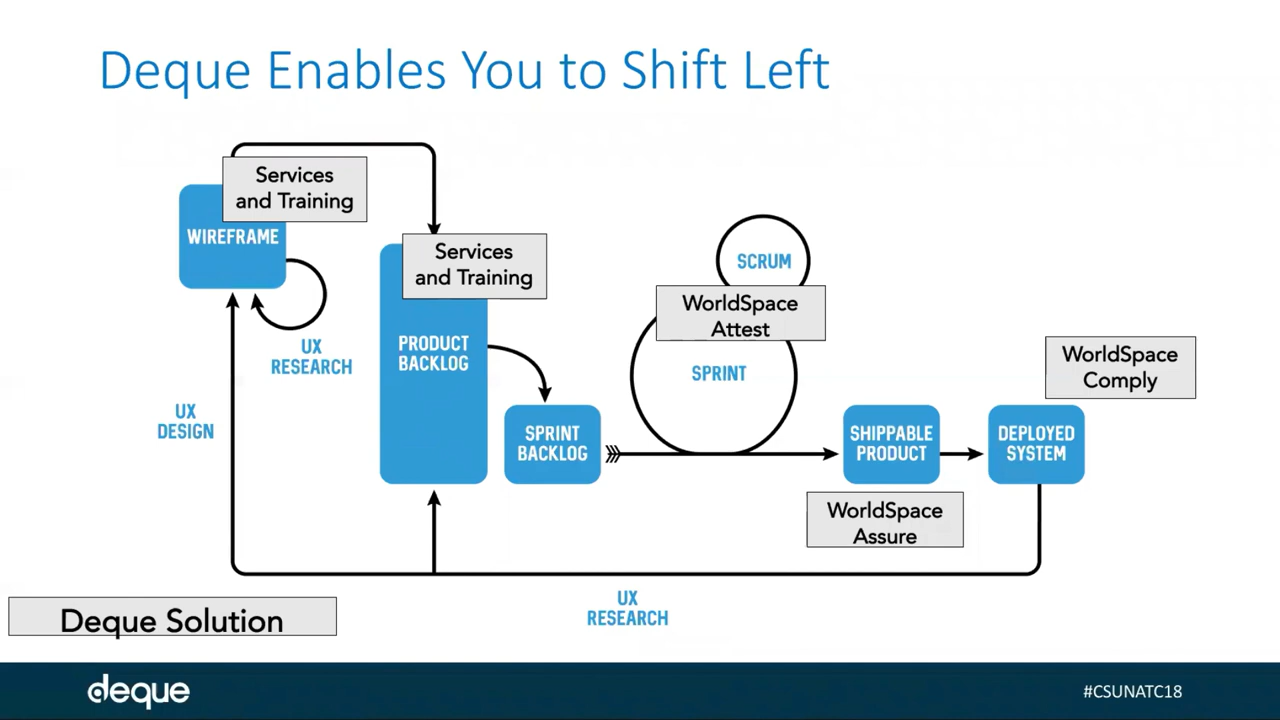 Deque Enables You to Shift Left
Services
and Training
WIREFRAME
Services
and Training
UX
RESEARCH
PRODUCT
BACKLOG
UX
DESIGN
SPRINT
BACKLOG
SCRUM
WorldSpace
Attest
SPRINT
WorldSpace
Comply
SHIPPABLE
PRODUCT
DEPLOYED
SYSTEM
WorldSpace
Assure
UX
RESEARCH
Deque Solution
deque
#CSUNATC18